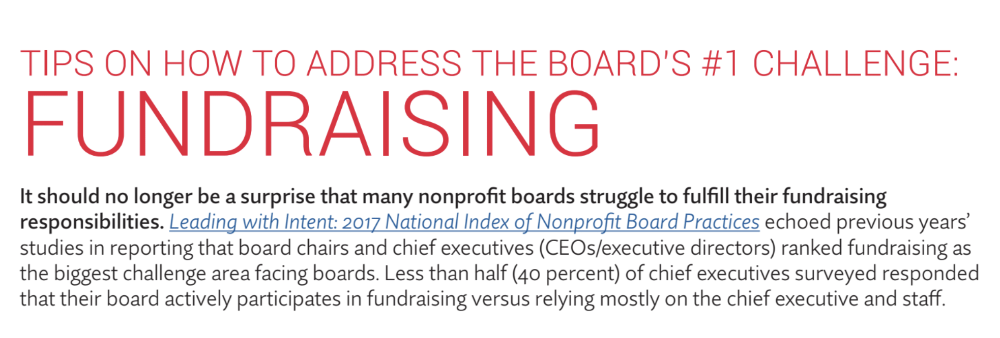 TIPS ON HOW TO ADDRESS THE BOARD'S #1 CHALLENGE:
FUNDRAISING
It should no longer be a surprise that many nonprofit boards struggle to fulfill their fundraising
responsibilities. Leading with Intent: 2017 National Index of Nonprofit Board Practices echoed previous years’
studies in reporting that board chairs and chief executives (CEOs/executive directors) ranked fundraising as
the biggest challenge area facing boards. Less than half (40 percent) of chief executives surveyed responded
that their board actively participates in fundraising versus relying mostly on the chief executive and staff.